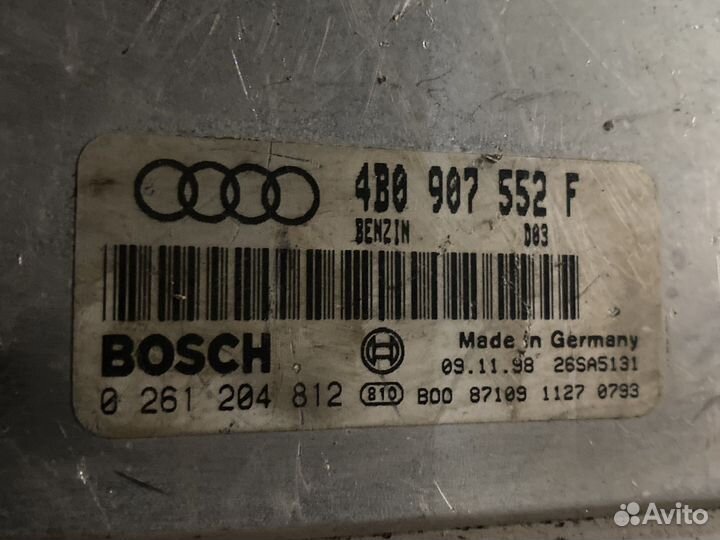 4B0 907 552 F
BENZIN D03
BOSCH Made in Germany
09.11.98 26SA5131
0 261 204 812 810 B00 87109 1127 0793
Avito